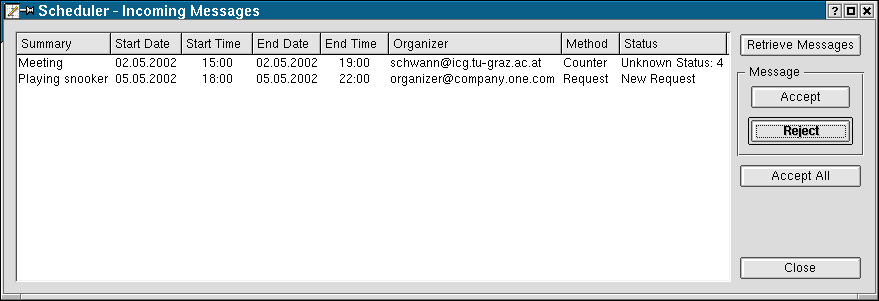 Scheduler - Incoming Messages
Summary Start Date Start Time End Date End Time Organizer Method Status
Meeting 02.05.2002 15:00 02.05.2002 19:00 schwann@icg.tu-graz.ac.at Counter Unknown Status: 4
Playing snooker 05.05.2002 18:00 05.05.2002 22:00 organizer@company.one.com Request New Request
Retrieve Messages
Message
Accept
Reject
Accept All
Close